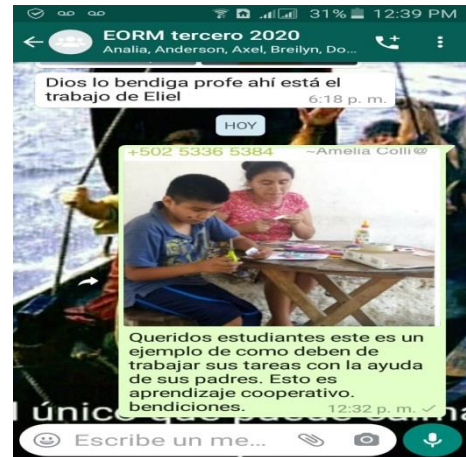 31% 12:39 PM
EORM tercero 2020
Analia, Anderson, Axel, Breilyn, Do...
Dios lo bendiga profe ahí está el
trabajo de Eliel
6:18 p. m.
HOY
+502 5336 5384 ~Amelia Colli@
Queridos estudiantes este es un
ejemplo de como deben de
trabajar sus tareas con la ayuda
de sus padres. Esto es
aprendizaje cooperativo.
bendiciones.
12:32 p. m.
único que puede
Escribe un me...